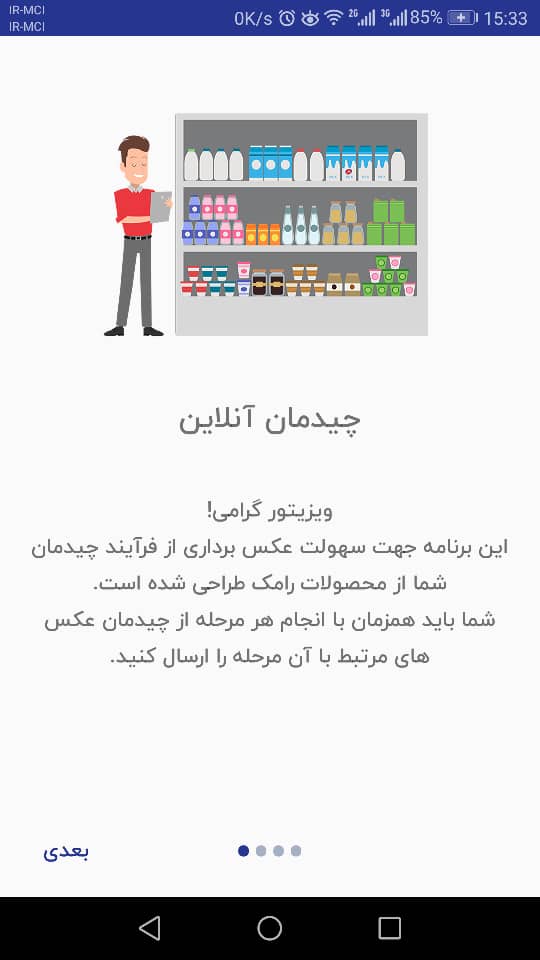 IR-MCI
IR-MCI
0K/s 2G 3G 85% 15:33
چیدمان آنلاین
ویزیتور گرامی!
این برنامه جهت سهولت عکس برداری از فرآیند چیدمان
شما از محصولات رامک طراحی شده است.
شما باید همزمان با انجام هر مرحله از چیدمان عکس
های مرتبط با آن مرحله را ارسال کنید.
بعدی